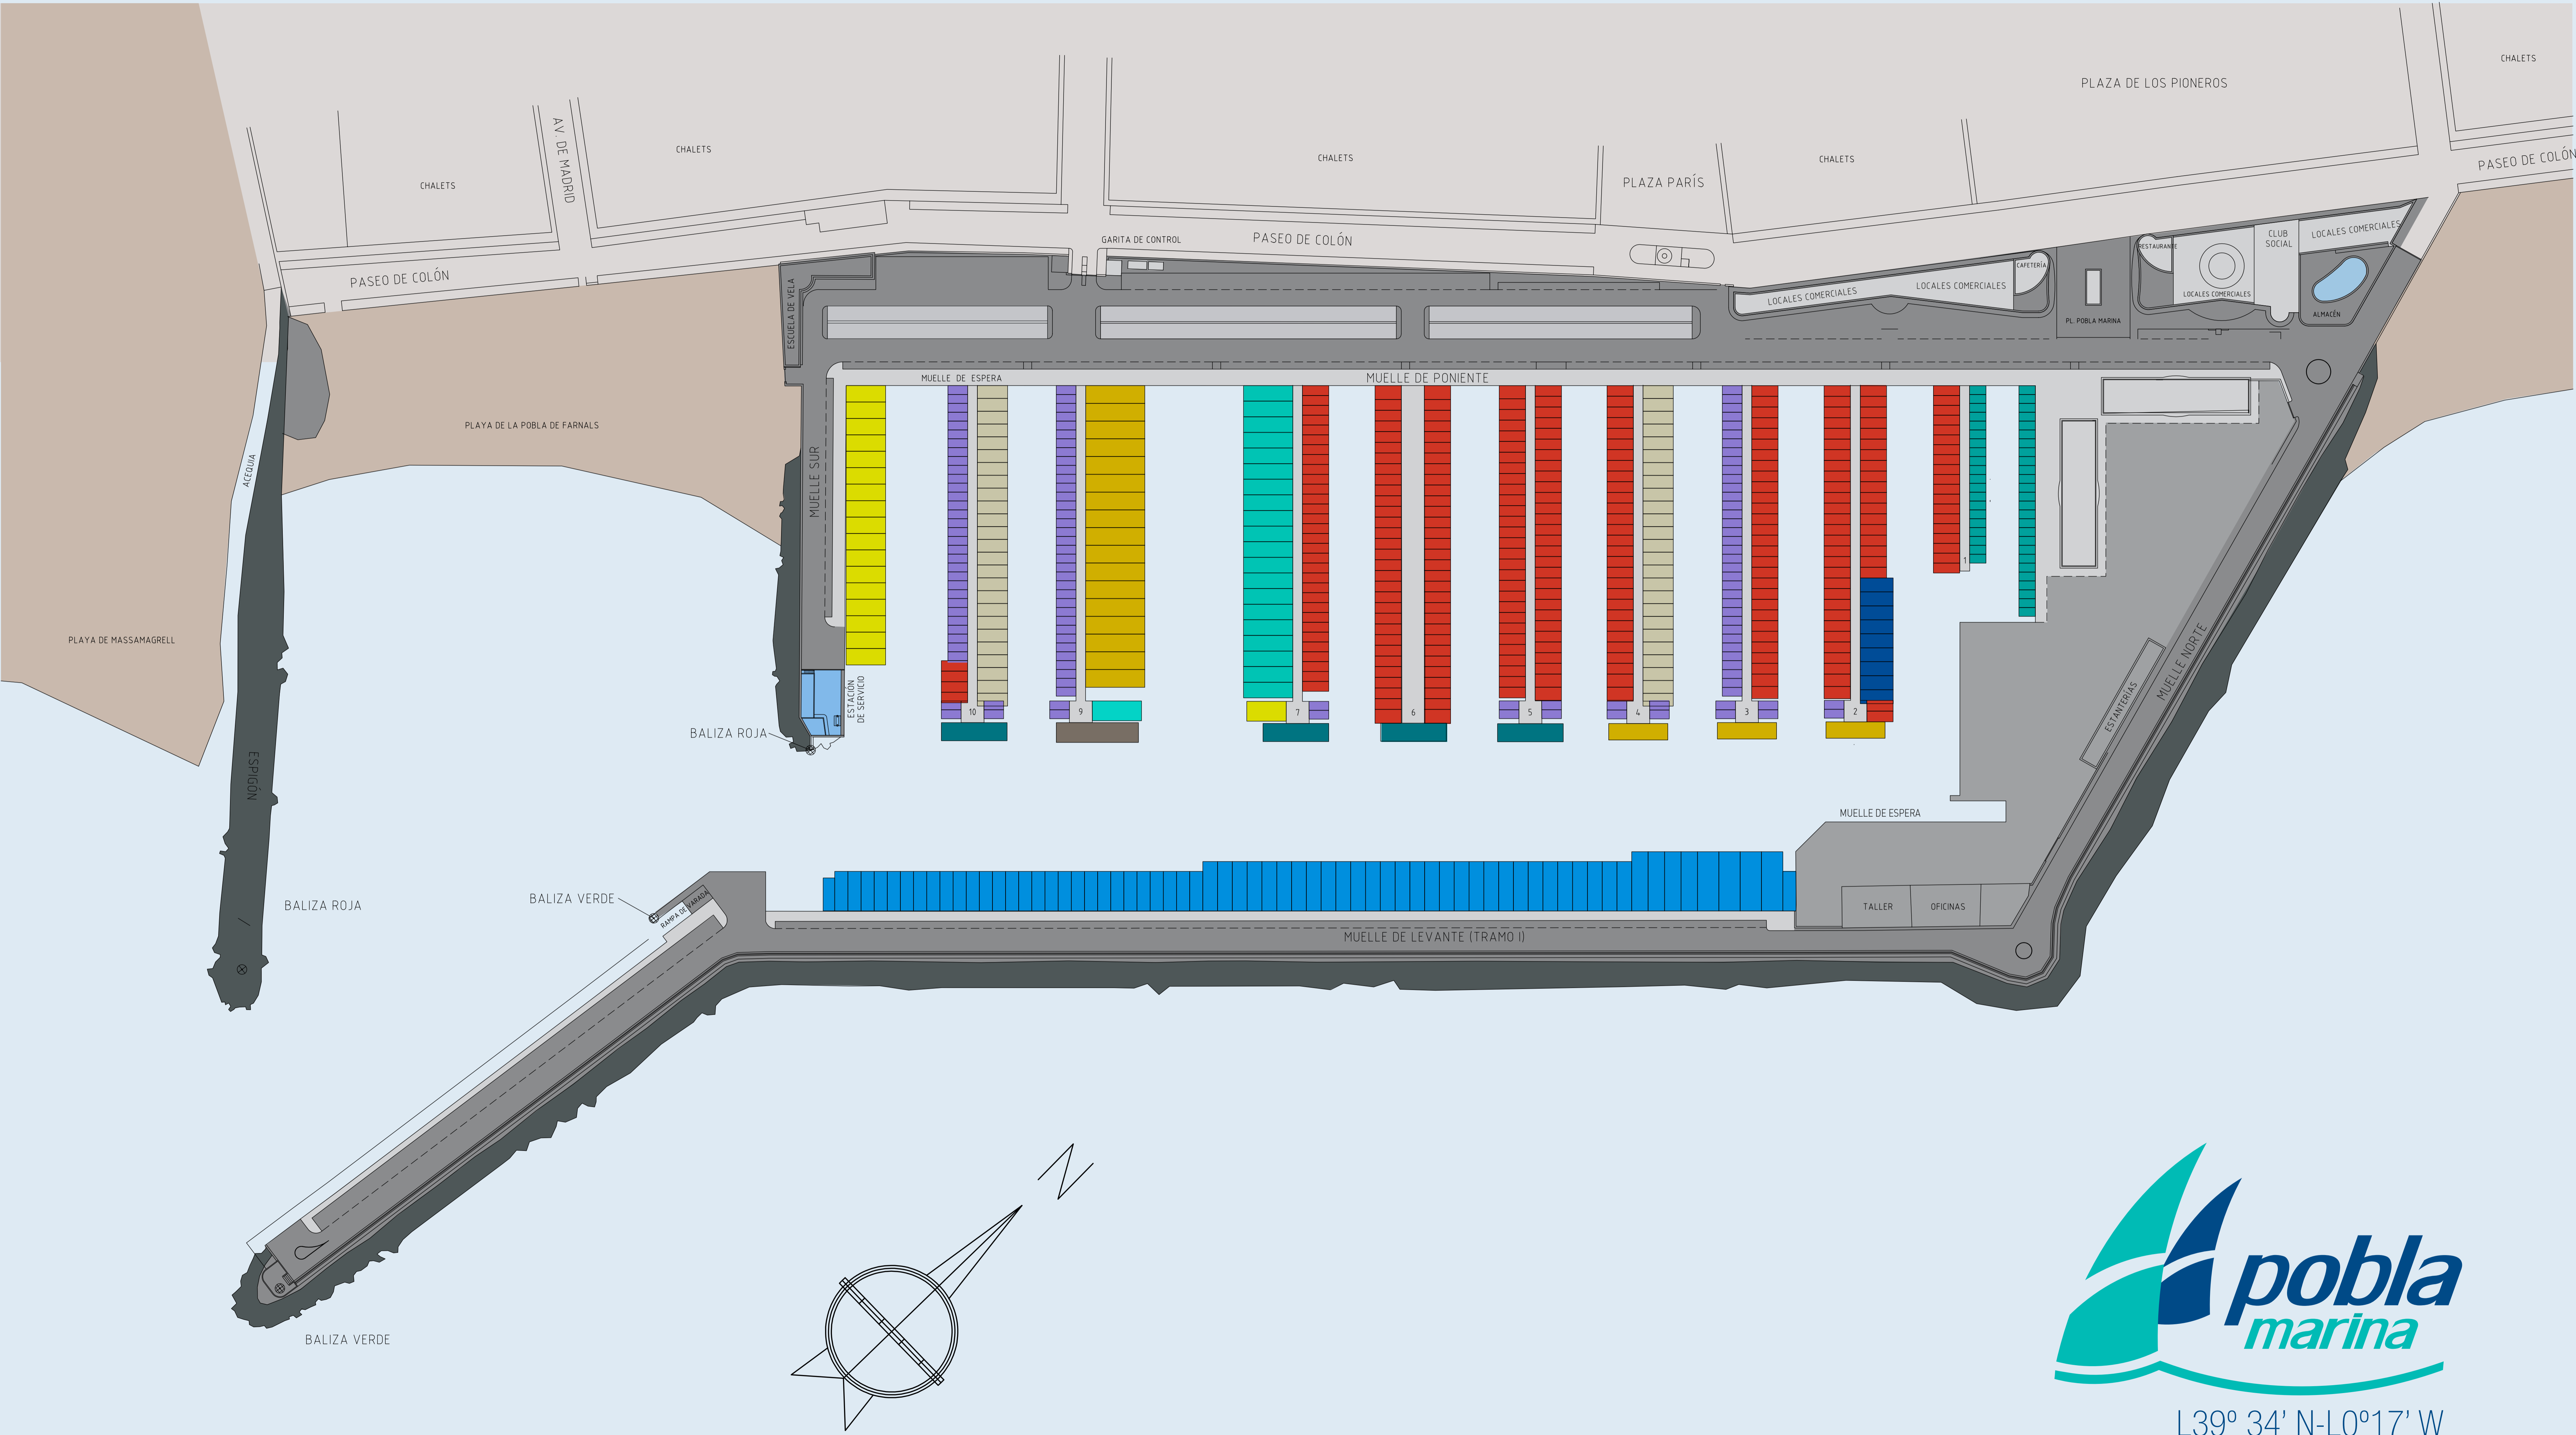 CHALETS
PLAZA DE LOS PIONEROS
PASEO DE COLÓN
AV. DE MADRID
CHALETS
CHALETS
CHALETS
CHALETS
PLAZA PARÍS
PASEO DE COLÓN
GARITA DE CONTROL
PASEO DE COLÓN
CLUB
SOCIAL
LOCALES COMERCIALES
RESTAURANTE
CAFETERÍA
LOCALES COMERCIALES
LOCALES COMERCIALES
LOCALES COMERCIALES
PL. POBLA MARINA
ALMACÉN
ESCUELA DE VELA
MUELLE DE ESPERA
MUELLE DE PONIENTE
PLAYA DE LA POBLA DE FARNALS
ACEQUIA
MUELLE SUR
1
PLAYA DE MASSAMAGRELL
ESTACIÓN
DE SERVICIO
MUELLE NORTE
ESTANTERÍAS
10
9
7
6
5
4
3
2
BALIZA ROJA
ESPIGÓN
MUELLE DE ESPERA
BALIZA VERDE
BALIZA ROJA
RAMPA DE VARADA
TALLER
OFICINAS
MUELLE DE LEVANTE (TRAMO I)
N
BALIZA VERDE
pobla
marina
L39º 34' N-L0º17' W